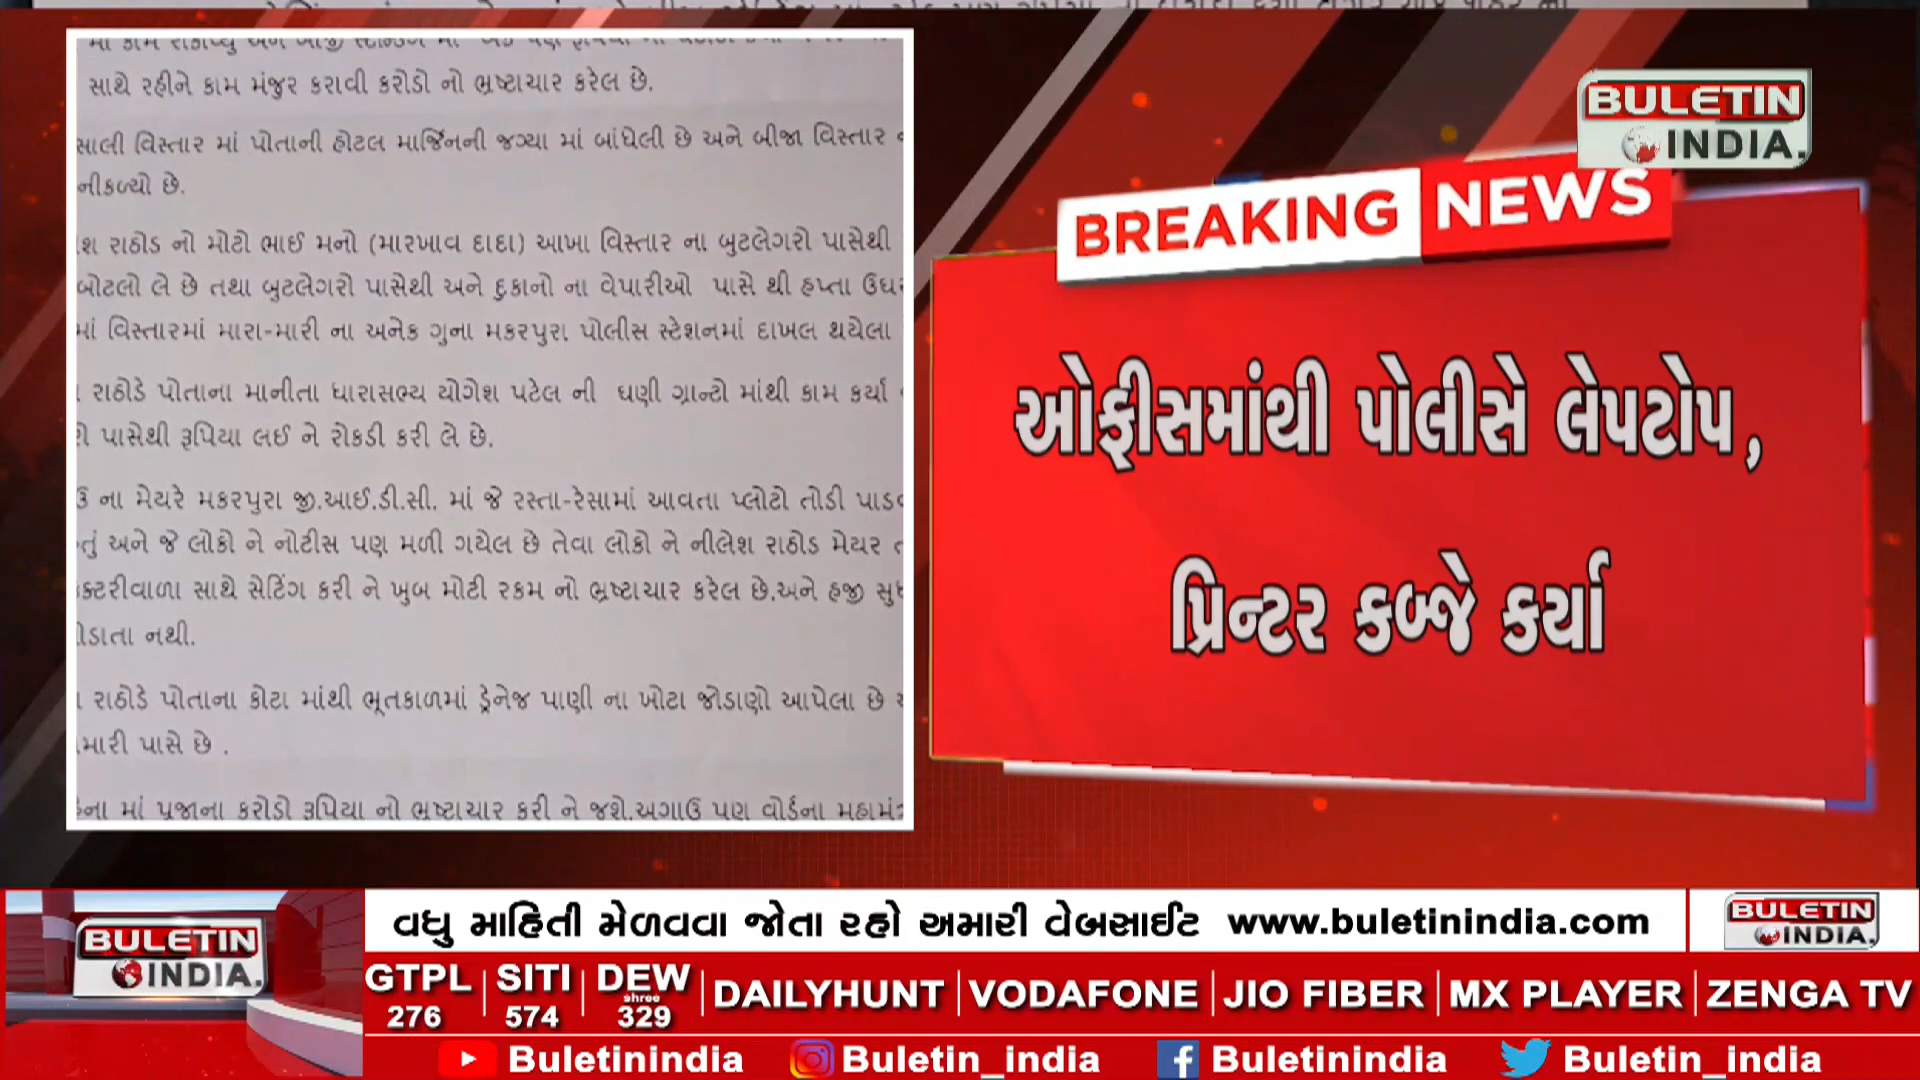 સાથે રહીને કામ મંજુર કરાવી કરોડો નો ભ્રષ્ટાચાર કરેલ છે.
સાલી વિસ્તાર માં પોતાની હોટલ માર્જિનની જગ્યા માં બાંધેલી છે અને બીજા વિસ્તાર
નીકળ્યો છે.
રાઠોડ નો મોટો ભાઈ મનો (મારખાવ દાદા) આખા વિસ્તાર ના બુટલેગરો પાસેથી
બોટલો લે છે તથા બુટલેગરો પાસેથી અને દુકાનો ના વેપારીઓ પાસે થી હપ્તા
માં વિસ્તારમાં મારા-મારી ના અનેક ગુના મકરપુરા પોલીસ સ્ટેશનમાં દાખલ થયેલા
રાઠોડે પોતાના માનીતા ધારાસભ્ય યોગેશ પટેલ ની ઘણી ગ્રાન્ટો માંથી કામ કર્યા
પાસેથી રૂપિયા લઈ ને રોકડી કરી લે છે.
ના મેયરે મકરપુરા જી.આઈ.ડી.સી. માં જે રસ્તા-રેસામાં આવતા પ્લોટો તોડી
અને જે લોકો ને નોટીસ પણ મળી ગયેલ છે તેવા લોકો ને નીલેશ રાઠોડ મેયર
ક્ટરીવાળા સાથે સેટિંગ કરી ને ખુબ મોટી રકમ નો ભ્રષ્ટાચાર કરેલ છે.અને હજી
ડાતા નથી.
રાઠોડે પોતાના કોટા માંથી ભૂતકાળમાં ડ્રેનેજ પાણી ના ખોટા જોડાણો આપેલા છે
મારી પાસે છે .
માં પ્રજાના કરોડો રૂપિયા નો ભ્રષ્ટાચાર કરી ને જશે.અગાઉ પણ વોર્ડના
BULETIN
INDIA.
BREAKING NEWS
ઓફીસમાંથી પોલીસે લેપટોપ,
પ્રિન્ટર કબ્જે કર્યા
BULETIN
INDIA.
વધુ માહિતી મેળવવા જોતા રહો અમારી વેબસાઈટ www.buletinindia.com
BULETIN
INDIA.
GTPL 276 | SITI 574 | DEW shree 329 | DAILYHUNT | VODAFONE | JIO FIBER | MX PLAYER | ZENGA TV
Buletinindia Buletin_india Buletinindia Buletin_india